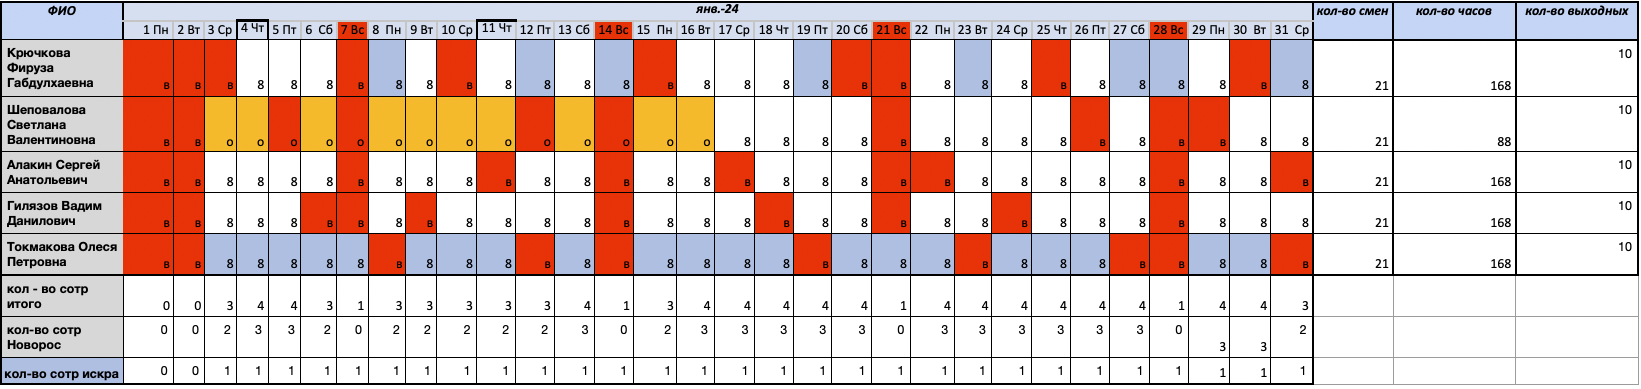 ФИО янв.-24 кол-во смен кол-во часов кол-во выходных
1 Пн 2 Вт 3 Ср 4 Чт 5 Пт 6 Сб 7 Вс 8 Пн 9 Вт 10 Ср 11 Чт 12 Пт 13 Сб 14 Вс 15 Пн 16 Вт 17 Ср 18 Чт 19 Пт 20 Сб 21 Вс 22 Пн 23 Вт 24 Ср 25 Чт 26 Пт 27 Сб 28 Вс 29 Пн 30 Вт 31 Ср
Крючкова
Фируза
Габдулхаевна
в в в 8 8 8 в 8 8 в 8 8 8 8 в 8 8 8 8 в в 8 8 8 в 8 8 8 8 в 8 21 168 10
Шеповалова
Светлана
Валентиновна
в в о о о о о о о о о о о о о о 8 8 8 8 в 8 8 8 8 в 8 в в 8 8 21 88 10
Алакин Сергей
Анатольевич
в в 8 8 8 8 в 8 8 8 в 8 8 в 8 8 в 8 8 8 в в 8 8 8 8 8 в 8 8 в 21 168 10
Гилязов Вадим
Данилович
в в 8 8 8 в в 8 в 8 8 8 8 в 8 8 8 в 8 8 в 8 8 в 8 8 8 в 8 8 8 21 168 10
Токмакова Олеся
Петровна
в в 8 8 8 8 8 в 8 8 8 в 8 в 8 8 8 8 в 8 8 8 в 8 8 8 в в 8 8 в 21 168 10
кол - во сотр
итого
0 0 3 4 4 3 1 3 3 3 3 3 4 1 3 4 4 4 4 4 1 4 4 4 4 4 4 1 4 4 3
кол-во сотр
Новорос
0 0 2 3 3 2 0 2 2 2 2 2 3 0 2 3 3 3 3 3 0 3 3 3 3 3 3 0 3 3 2
кол-во сотр искра 0 0 1 1 1 1 1 1 1 1 1 1 1 1 1 1 1 1 1 1 1 1 1 1 1 1 1 1 1 1 1